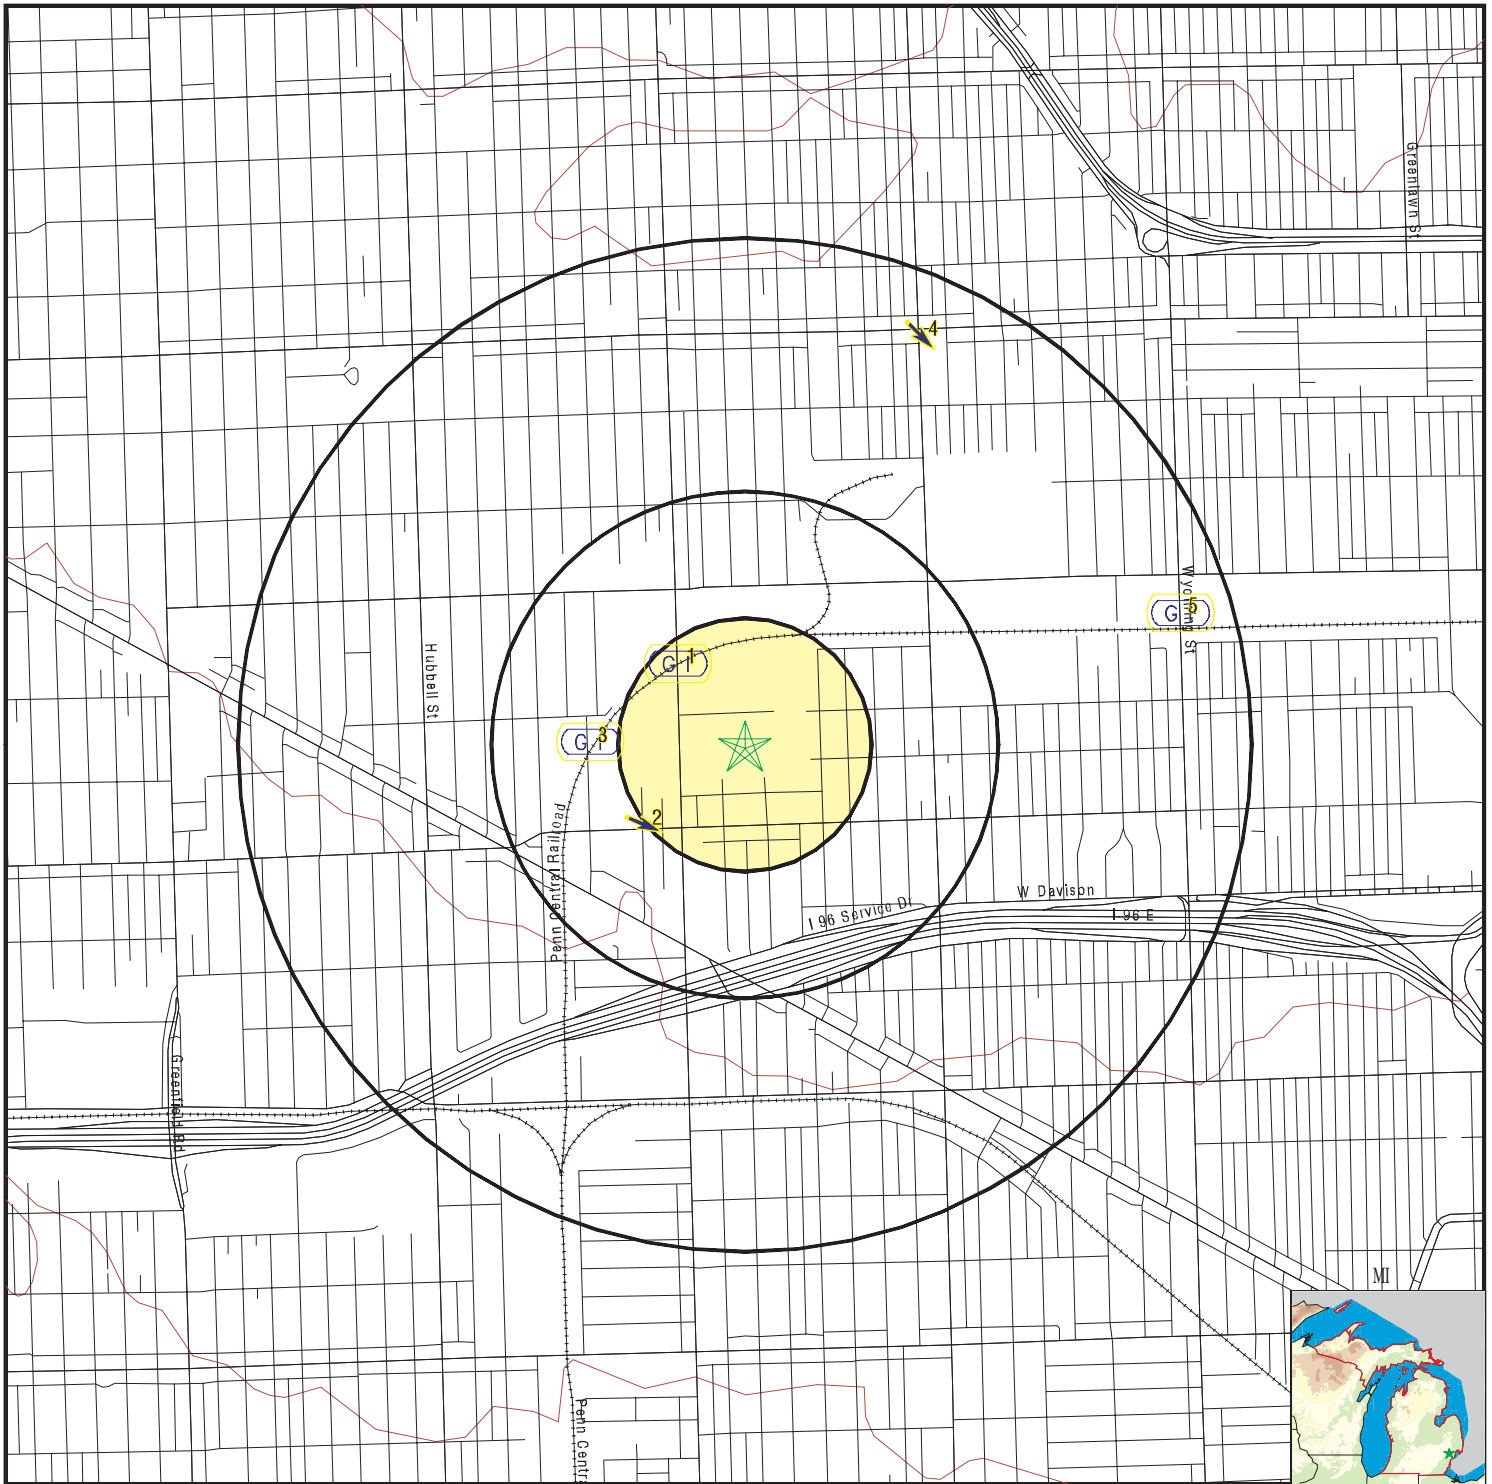 Greenlawn St
4
Wyoming St
G I
5
G I
1
Hubbell St
G I
3
2
Penn Central Railroad
I 96 Service Dr
W Davison
I 96 E
Greenfield Rd
MI
Penn Centra